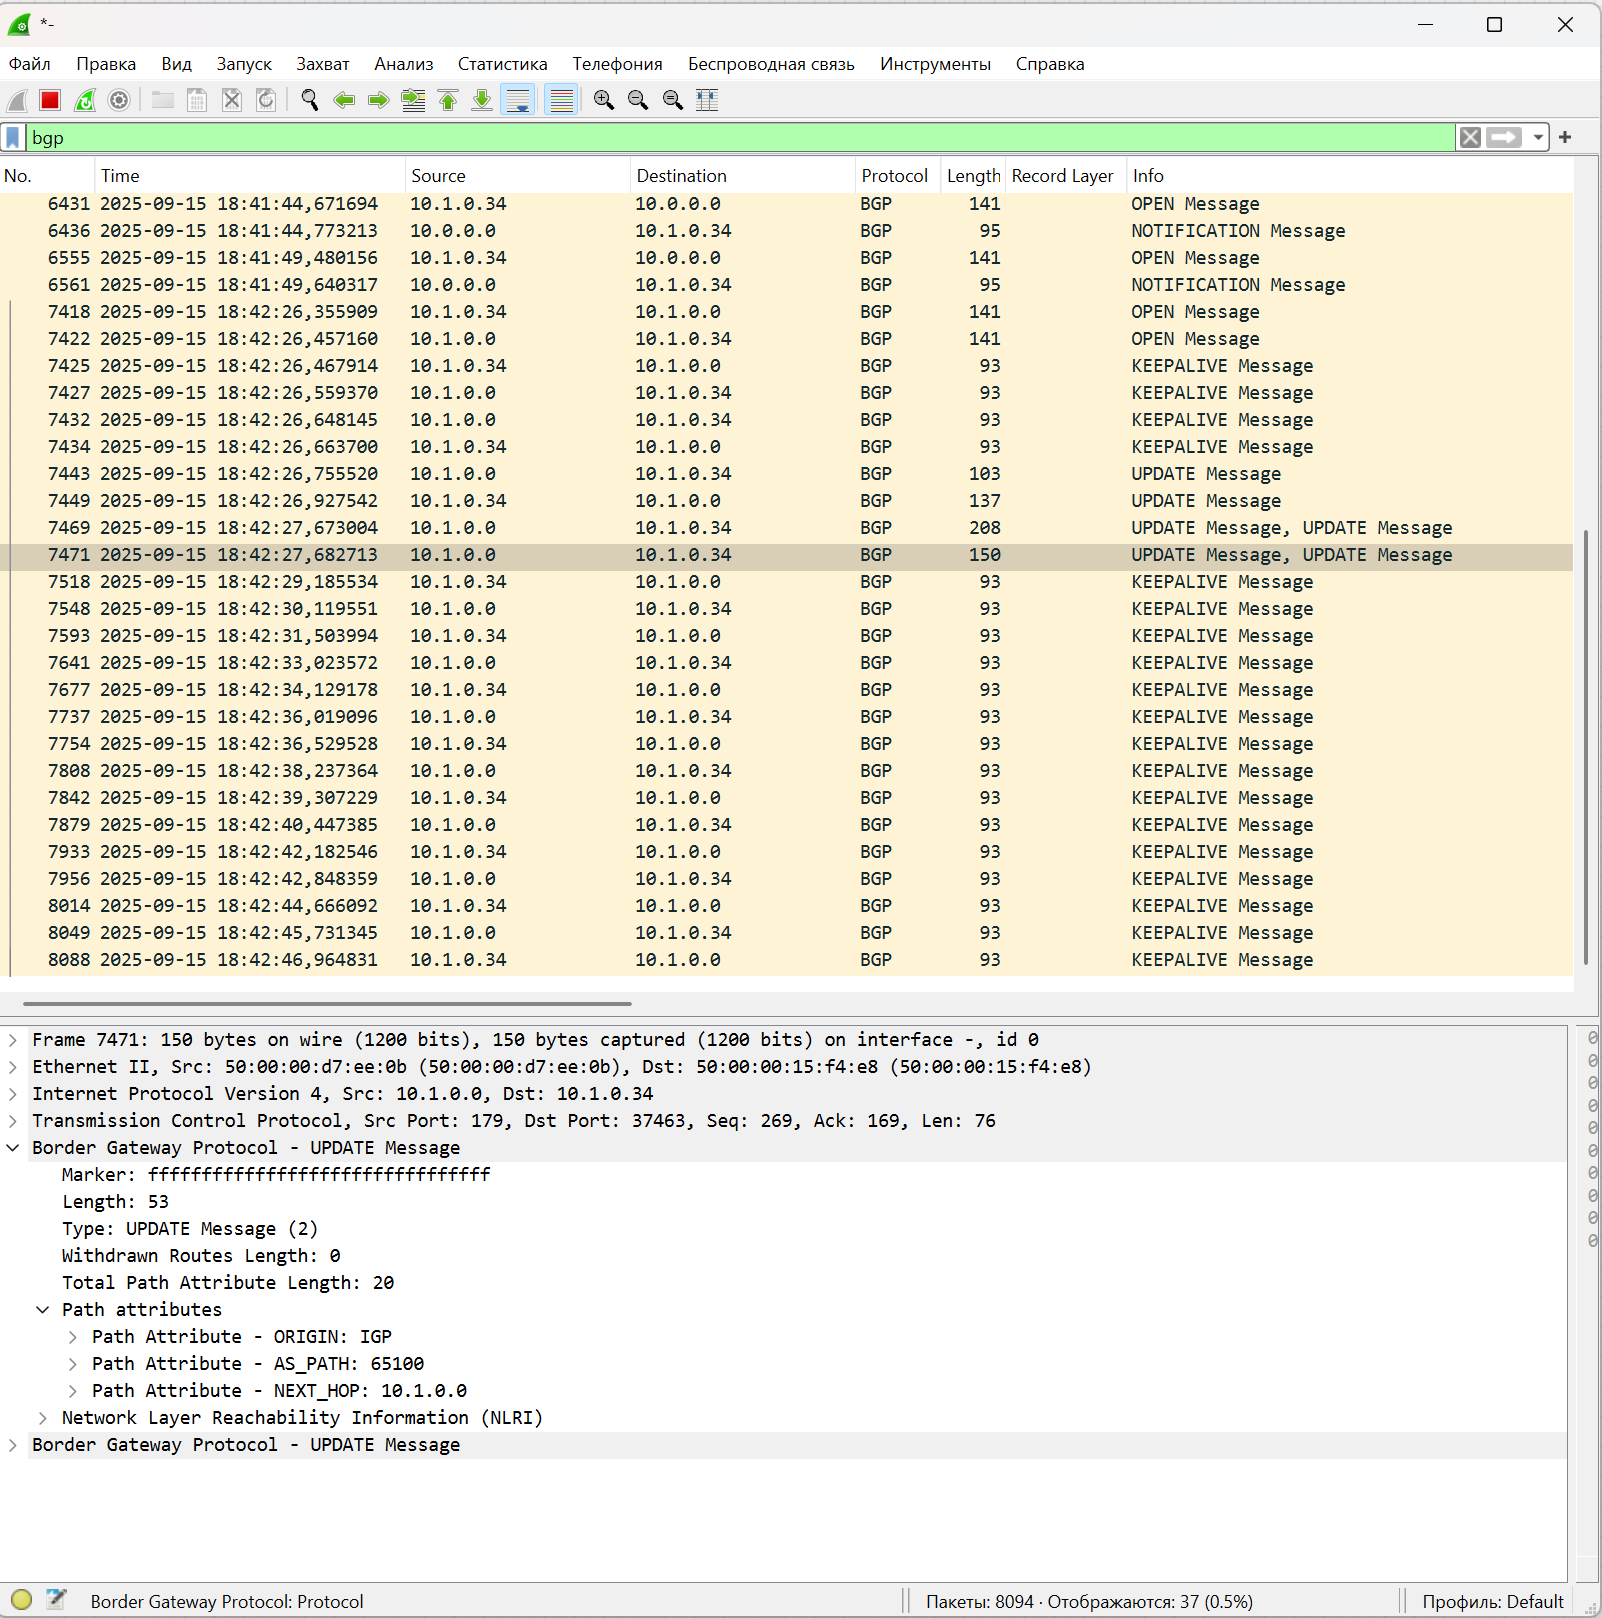 *-
Файл Правка Вид Запуск Захват Анализ Статистика Телефония Беспроводная связь Инструменты Справка
bgp
No. Time Source Destination Protocol Length Record Layer Info
6431 2025-09-15 18:41:44,671694 10.1.0.34 10.0.0.0 BGP 141 OPEN Message
6436 2025-09-15 18:41:44,773213 10.0.0.0 10.1.0.34 BGP 95 NOTIFICATION Message
6555 2025-09-15 18:41:49,480156 10.1.0.34 10.0.0.0 BGP 141 OPEN Message
6561 2025-09-15 18:41:49,640317 10.0.0.0 10.1.0.34 BGP 95 NOTIFICATION Message
7418 2025-09-15 18:42:26,355909 10.1.0.34 10.1.0.0 BGP 141 OPEN Message
7422 2025-09-15 18:42:26,457160 10.1.0.0 10.1.0.34 BGP 141 OPEN Message
7425 2025-09-15 18:42:26,467914 10.1.0.34 10.1.0.0 BGP 93 KEEPALIVE Message
7427 2025-09-15 18:42:26,559370 10.1.0.0 10.1.0.34 BGP 93 KEEPALIVE Message
7432 2025-09-15 18:42:26,648145 10.1.0.0 10.1.0.34 BGP 93 KEEPALIVE Message
7434 2025-09-15 18:42:26,663700 10.1.0.34 10.1.0.0 BGP 93 KEEPALIVE Message
7443 2025-09-15 18:42:26,755520 10.1.0.0 10.1.0.34 BGP 103 UPDATE Message
7449 2025-09-15 18:42:26,927542 10.1.0.34 10.1.0.0 BGP 137 UPDATE Message
7469 2025-09-15 18:42:27,673004 10.1.0.0 10.1.0.34 BGP 208 UPDATE Message, UPDATE Message
7471 2025-09-15 18:42:27,682713 10.1.0.0 10.1.0.34 BGP 150 UPDATE Message, UPDATE Message
7518 2025-09-15 18:42:29,185534 10.1.0.34 10.1.0.0 BGP 93 KEEPALIVE Message
7548 2025-09-15 18:42:30,119551 10.1.0.0 10.1.0.34 BGP 93 KEEPALIVE Message
7593 2025-09-15 18:42:31,503994 10.1.0.34 10.1.0.0 BGP 93 KEEPALIVE Message
7641 2025-09-15 18:42:33,023572 10.1.0.0 10.1.0.34 BGP 93 KEEPALIVE Message
7677 2025-09-15 18:42:34,129178 10.1.0.34 10.1.0.0 BGP 93 KEEPALIVE Message
7737 2025-09-15 18:42:36,019096 10.1.0.0 10.1.0.34 BGP 93 KEEPALIVE Message
7754 2025-09-15 18:42:36,529528 10.1.0.34 10.1.0.0 BGP 93 KEEPALIVE Message
7808 2025-09-15 18:42:38,237364 10.1.0.0 10.1.0.34 BGP 93 KEEPALIVE Message
7842 2025-09-15 18:42:39,307229 10.1.0.34 10.1.0.0 BGP 93 KEEPALIVE Message
7879 2025-09-15 18:42:40,447385 10.1.0.0 10.1.0.34 BGP 93 KEEPALIVE Message
7933 2025-09-15 18:42:42,182546 10.1.0.34 10.1.0.0 BGP 93 KEEPALIVE Message
7956 2025-09-15 18:42:42,848359 10.1.0.0 10.1.0.34 BGP 93 KEEPALIVE Message
8014 2025-09-15 18:42:44,666092 10.1.0.34 10.1.0.0 BGP 93 KEEPALIVE Message
8049 2025-09-15 18:42:45,731345 10.1.0.0 10.1.0.34 BGP 93 KEEPALIVE Message
8088 2025-09-15 18:42:46,964831 10.1.0.34 10.1.0.0 BGP 93 KEEPALIVE Message
Frame 7471: 150 bytes on wire (1200 bits), 150 bytes captured (1200 bits) on interface -, id 0
Ethernet II, Src: 50:00:00:d7:ee:0b (50:00:00:d7:ee:0b), Dst: 50:00:00:15:f4:e8 (50:00:00:15:f4:e8)
Internet Protocol Version 4, Src: 10.1.0.0, Dst: 10.1.0.34
Transmission Control Protocol, Src Port: 179, Dst Port: 37463, Seq: 269, Ack: 169, Len: 76
Border Gateway Protocol - UPDATE Message
Marker: ffffffffffffffffffffffffffffffff
Length: 53
Type: UPDATE Message (2)
Withdrawn Routes Length: 0
Total Path Attribute Length: 20
Path attributes
Path Attribute - ORIGIN: IGP
Path Attribute - AS_PATH: 65100
Path Attribute - NEXT_HOP: 10.1.0.0
Network Layer Reachability Information (NLRI)
Border Gateway Protocol - UPDATE Message
0
0
0
0
0
0
0
0
0
0
Border Gateway Protocol: Protocol Пакеты: 8094 · Отображаются: 37 (0.5%) Профиль: Default